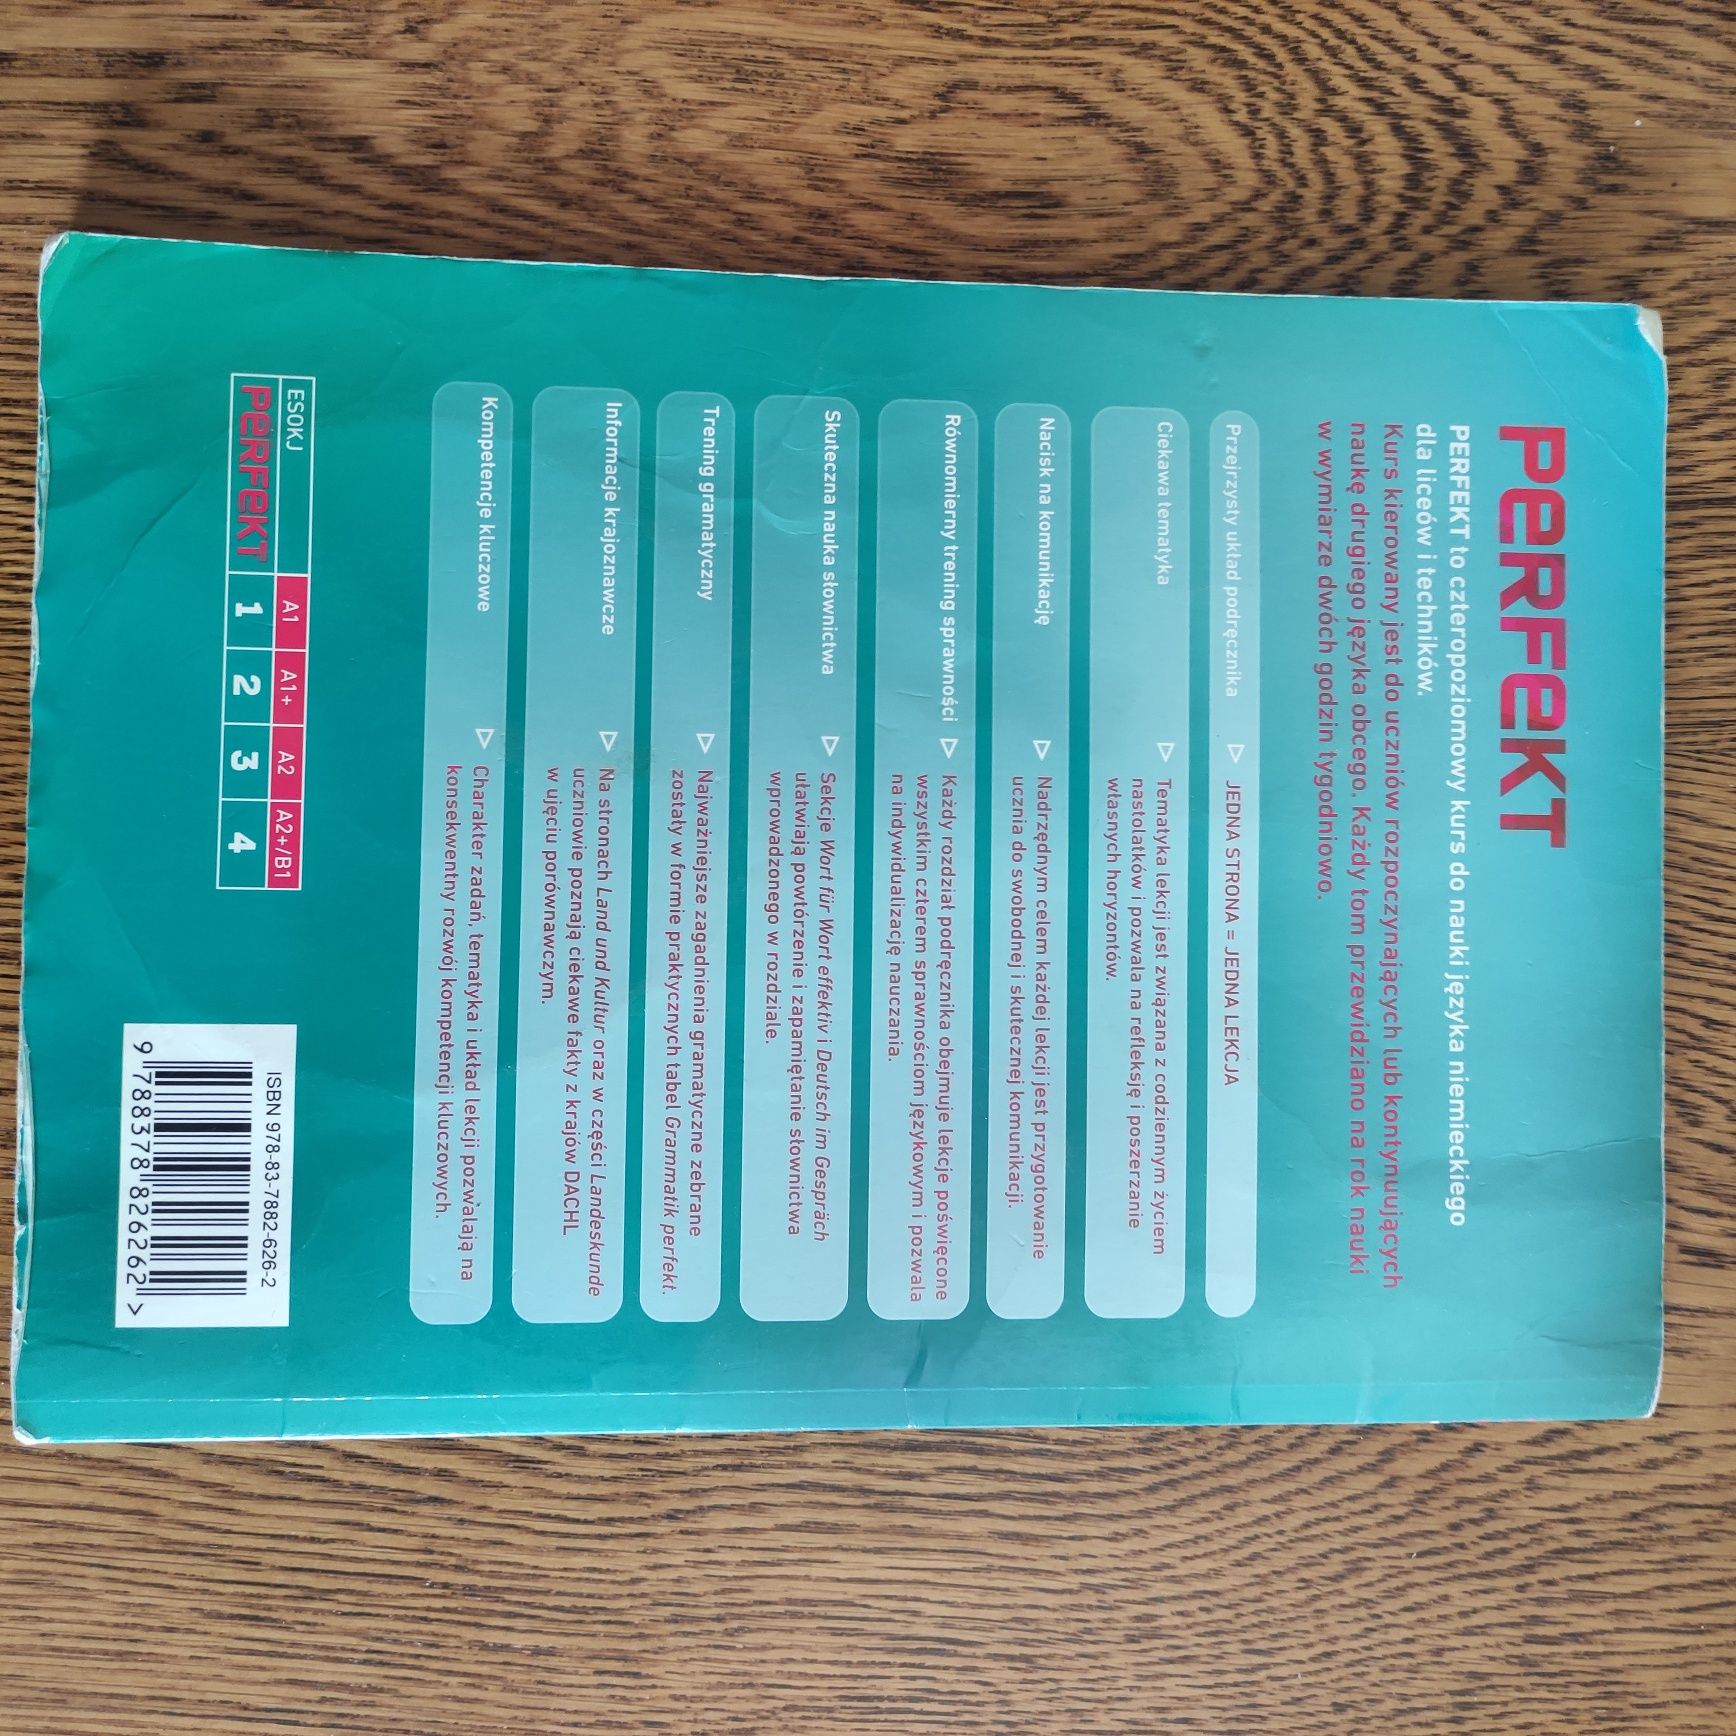 PERFEKT
PERFEKT to czteropoziomowy kurs do nauki języka niemieckiego
dla liceów i techników.
Kurs kierowany jest do uczniów rozpoczynających lub kontynuujących
naukę drugiego języka obcego. Każdy tom przewidziano na rok nauki
w wymiarze dwóch godzin tygodniowo.
Przejrzysty układ podręcznika ▷ JEDNA STRONA = JEDNA LEKCJA
Ciekawa tematyka ▷ Tematyka lekcji jest związana z codziennym życiem
nastolatków i pozwala na refleksję i poszerzanie
własnych horyzontów.
Nacisk na komunikację ▷ Nadrzędnym celem każdej lekcji jest przygotowanie
ucznia do swobodnej i skutecznej komunikacji.
Równomierny trening sprawności ▷ Każdy rozdział podręcznika obejmuje lekcje poświęcone
wszystkim czterem sprawnościom językowym i pozwala
na indywidualizację nauczania.
Skuteczna nauka słownictwa ▷ Sekcje Wort für Wort effektiv i Deutsch im Gespräch
ułatwiają powtórzenie i zapamiętanie słownictwa
wprowadzonego w rozdziale.
Trening gramatyczny ▷ Najważniejsze zagadnienia gramatyczne zebrane
zostały w formie praktycznych tabel Grammatik perfekt.
Informacje krajoznawcze ▷ Na stronach Land und Kultur oraz w części Landeskunde
uczniowie poznają ciekawe fakty z krajów DACHL
w ujęciu porównawczym.
Kompetencje kluczowe ▷ Charakter zadań, tematyka i układ lekcji pozwalają na
konsekwentny rozwój kompetencji kluczowych.
ESOKJ A1 A1+ A2 A2+/B1
PERFEKT 1 2 3 4
ISBN 978-83-7882-626-2
9 788378 826262 >